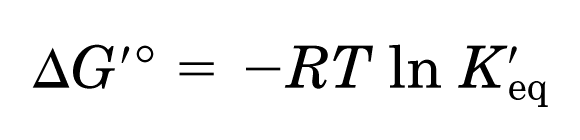 ΔG′° = −RT ln K′eq